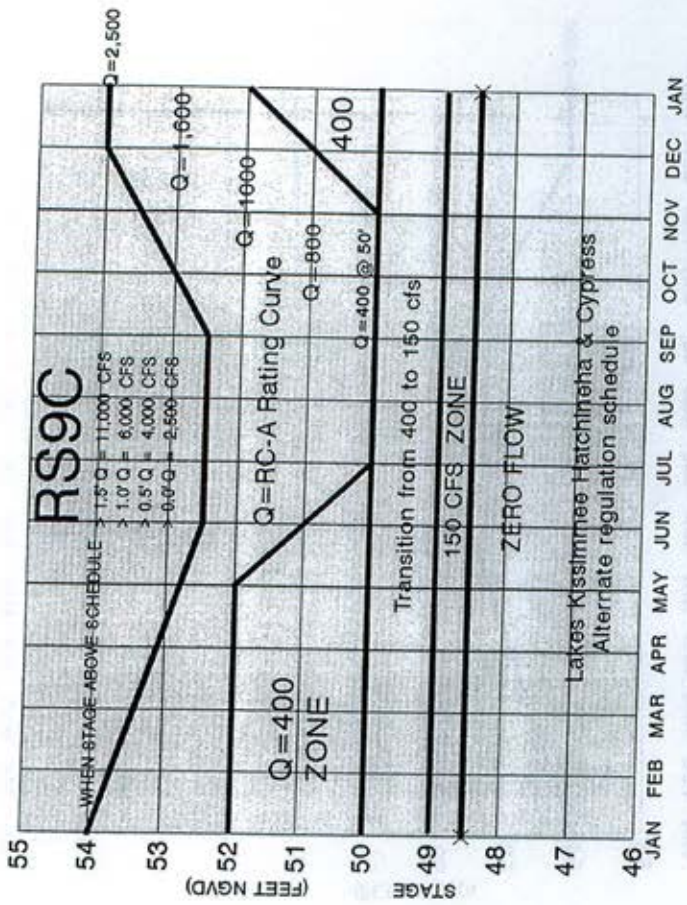 RS9C
WHEN STAGE ABOVE SCHEDULE > 1.5' Q = 11,000 CFS
> 1.0' Q = 6,000 CFS
> 0.5' Q = 4,000 CFS
> 0.0' Q = 2,500 CFS
Q=2,500
Q=1,600
Q=1000
Q=800
400
Q=RC-A Rating Curve
Q=400 @ 50'
Q=400
ZONE
Transition from 400 to 150 cfs
150 CFS ZONE
ZERO FLOW
Lakes Kissimmee Hatchineha & Cypress
Alternate regulation schedule
STAGE
(FEET NGVD)
55
54
53
52
51
50
49
48
47
46
JAN FEB MAR APR MAY JUN JUL AUG SEP OCT NOV DEC JAN